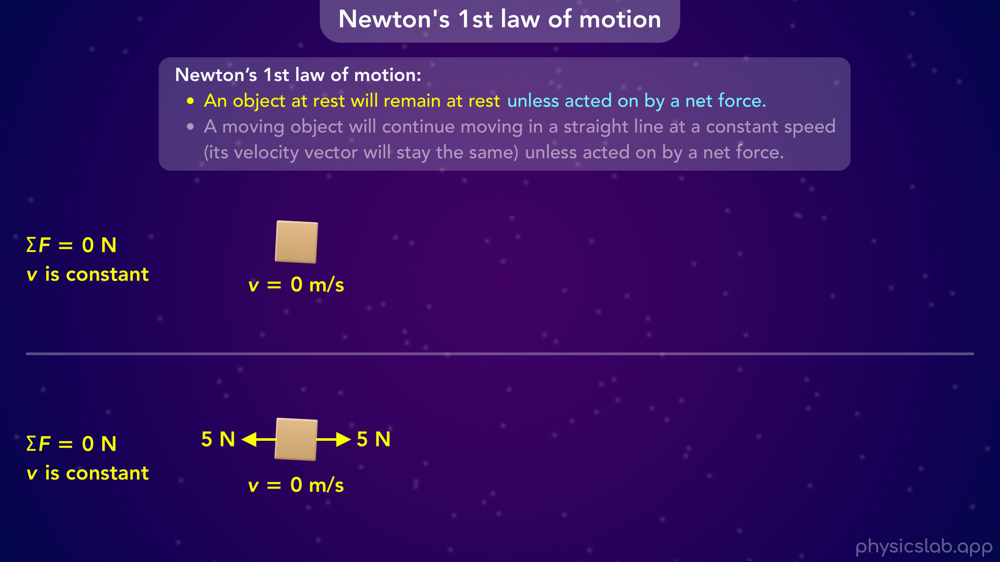 Newton's 1st law of motion
Newton’s 1st law of motion:
• An object at rest will remain at rest unless acted on by a net force.
• A moving object will continue moving in a straight line at a constant speed
(its velocity vector will stay the same) unless acted on by a net force.
ΣF = 0 N
v is constant
v = 0 m/s
5 N 5 N
ΣF = 0 N
v is constant
v = 0 m/s
physicslab.app